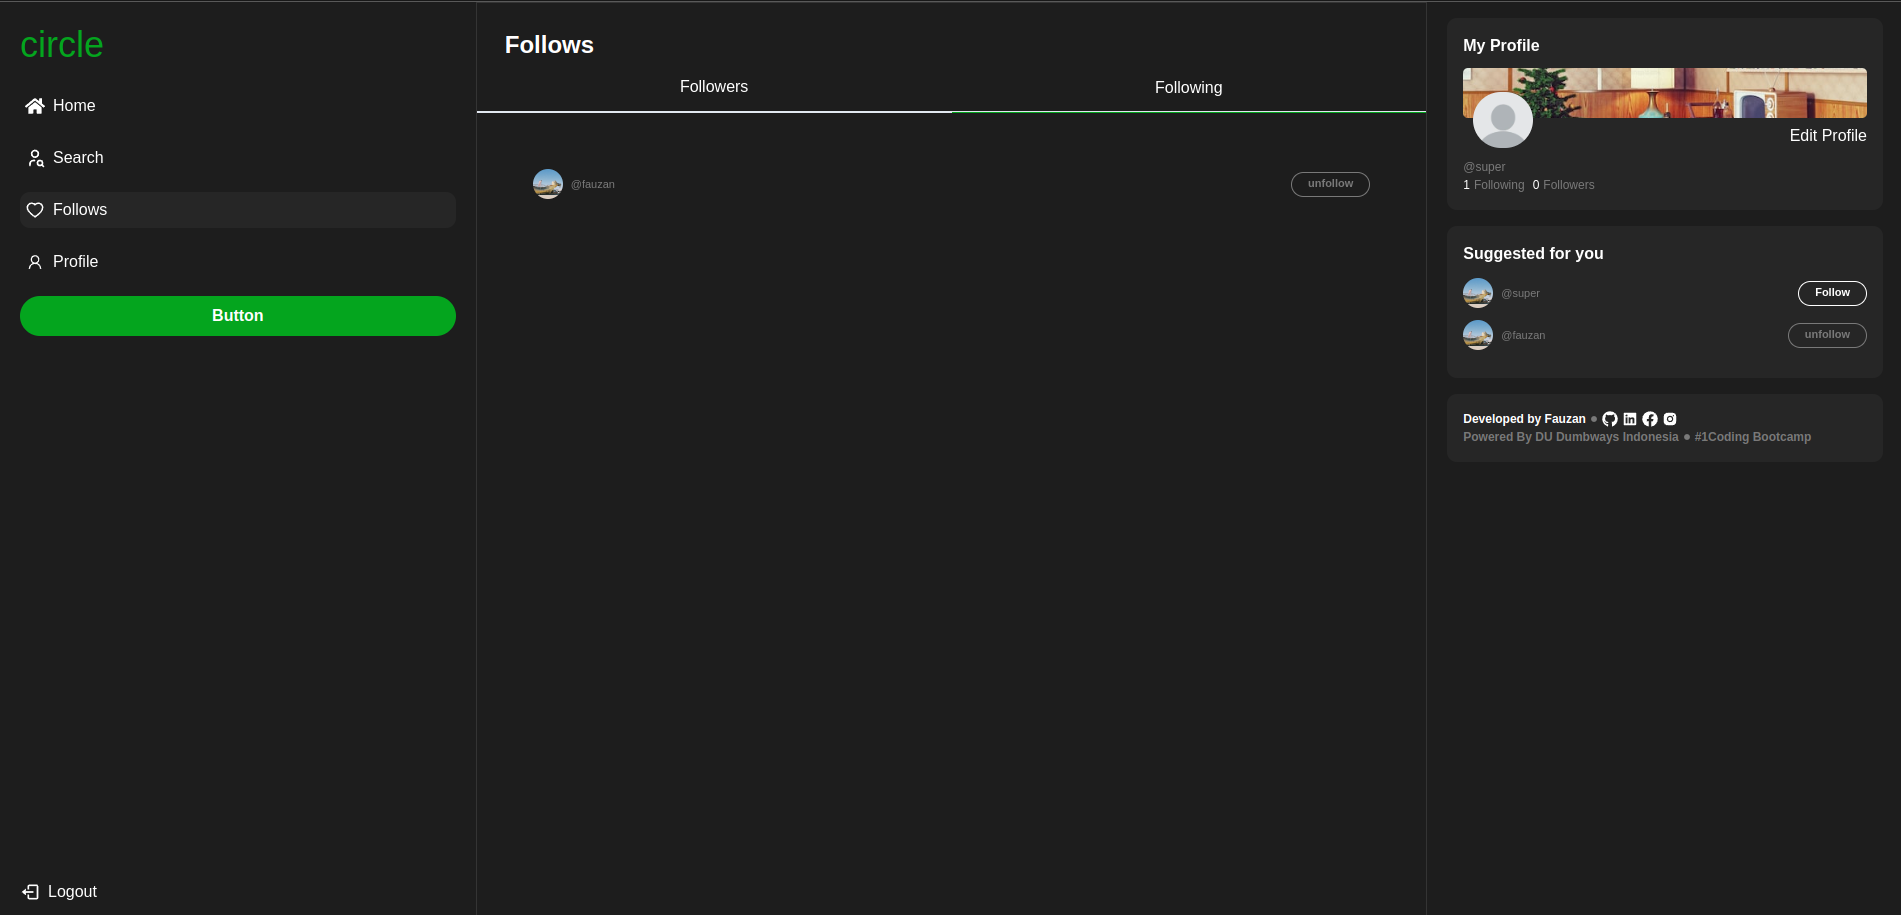 circle
Home
Search
Follows
Profile
Button
Logout
Follows
Followers
Following
@fauzan
unfollow
My Profile
Edit Profile
@super
1 Following 0 Followers
Suggested for you
@super
Follow
@fauzan
unfollow
Developed by Fauzan
Powered By DU Dumbways Indonesia • #1Coding Bootcamp